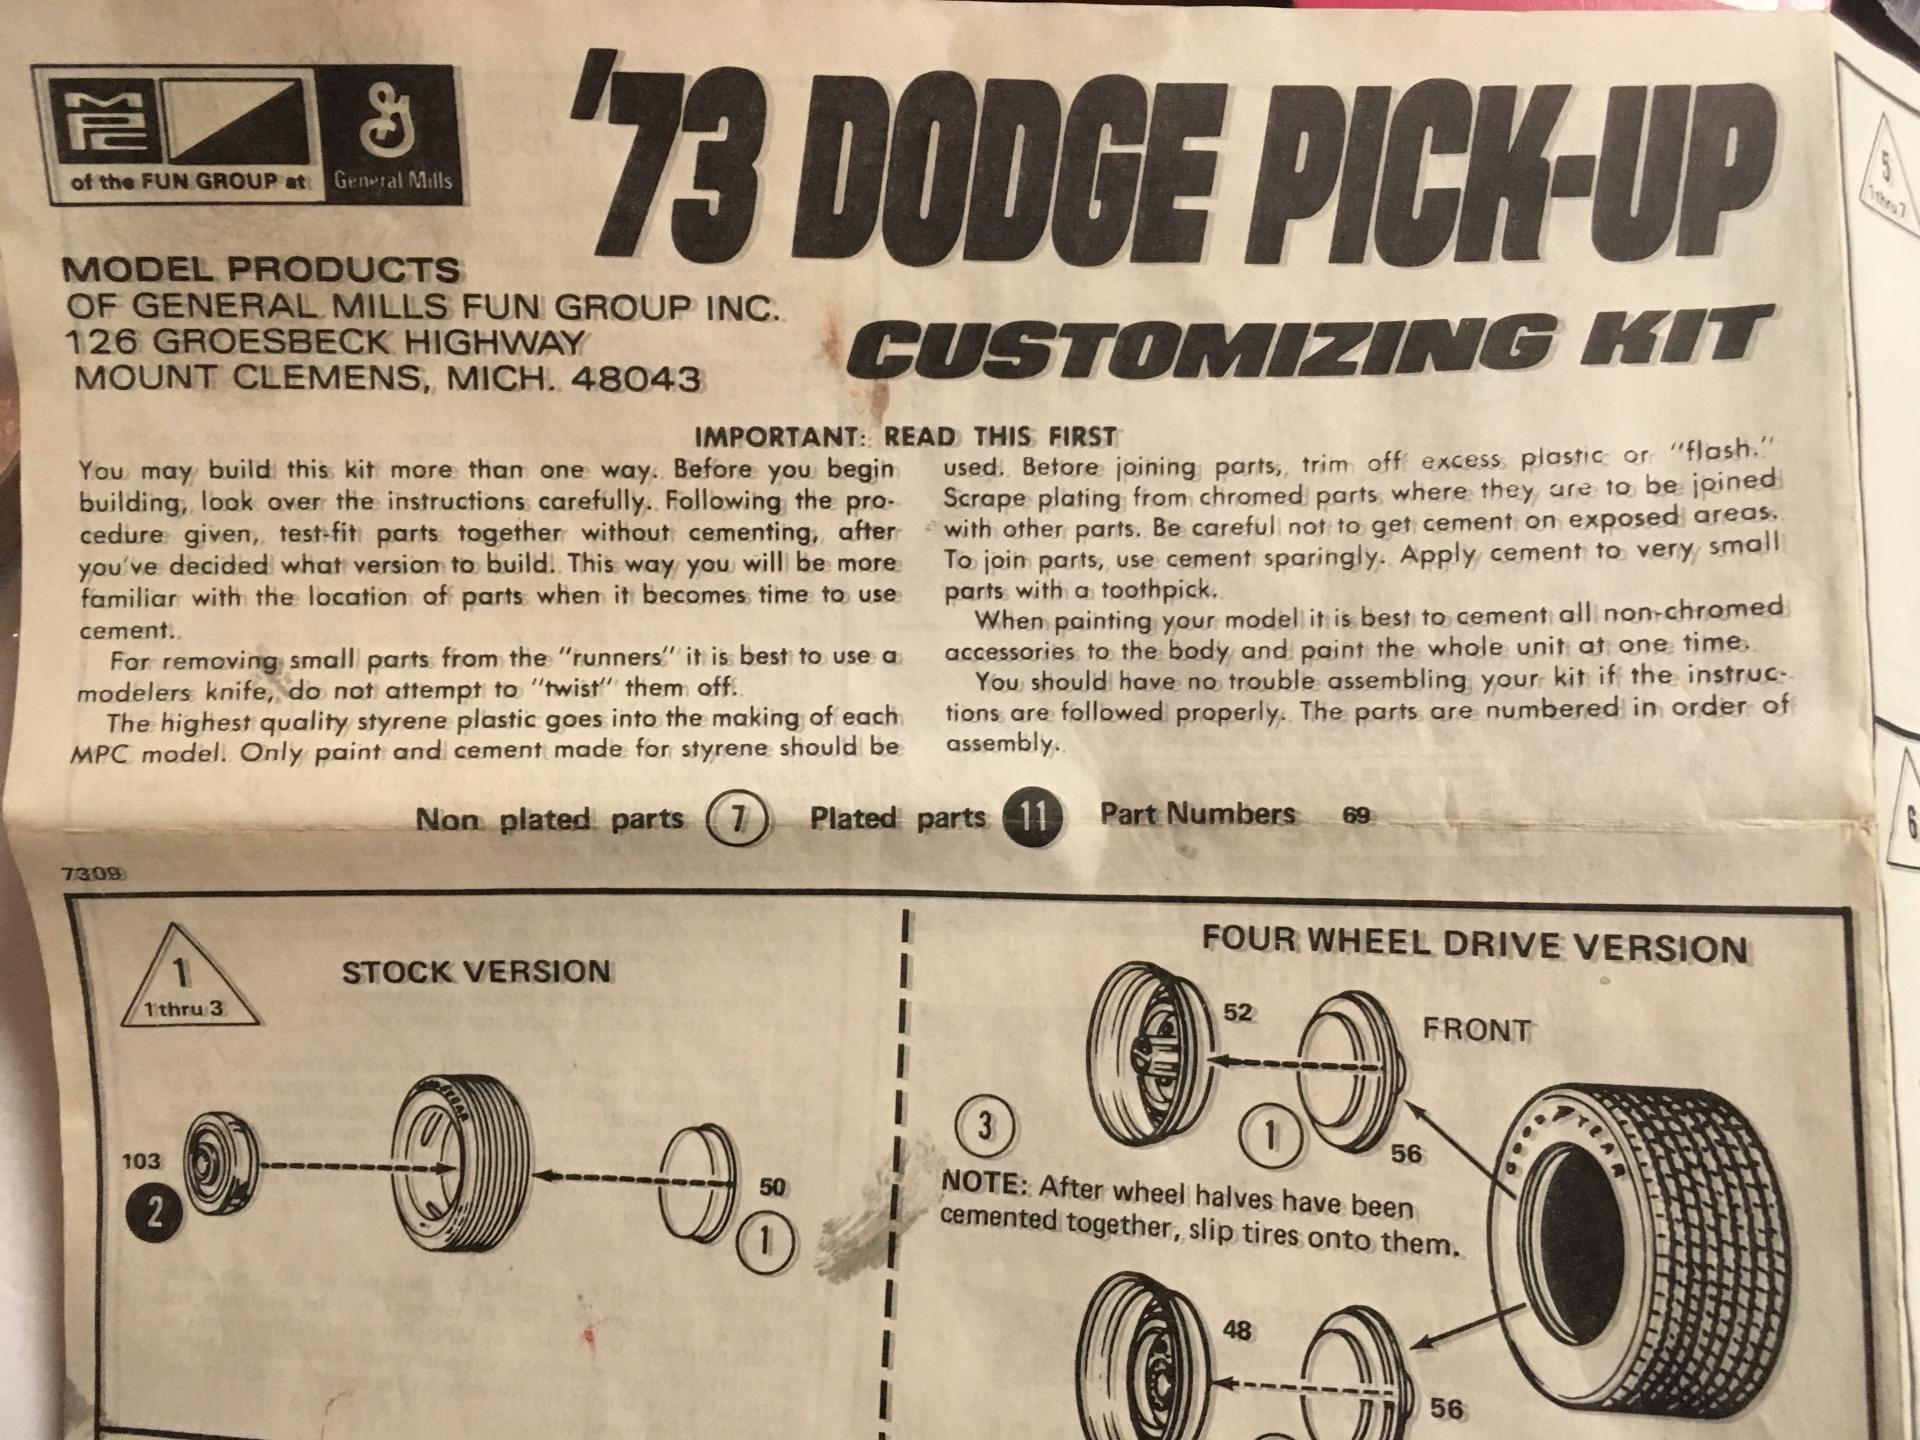 MPC
of the FUN GROUP at
General Mills
'73 DODGE PICK-UP
CUSTOMIZING KIT
MODEL PRODUCTS
OF GENERAL MILLS FUN GROUP INC.
126 GROESBECK HIGHWAY
MOUNT CLEMENS, MICH. 48043
IMPORTANT: READ THIS FIRST
You may build this kit more than one way. Before you begin
building, look over the instructions carefully. Following the pro-
cedure given, test-fit parts together without cementing, after
you've decided what version to build. This way you will be more
familiar with the location of parts when it becomes time to use
cement.
For removing small parts from the "runners" it is best to use a
modelers knife, do not attempt to "twist" them off.
The highest quality styrene plastic goes into the making of each
MPC model. Only paint and cement made for styrene should be
used. Before joining parts, trim off excess plastic or "flash."
Scrape plating from chromed parts where they are to be joined
with other parts. Be careful not to get cement on exposed areas.
To join parts, use cement sparingly. Apply cement to very small
parts with a toothpick.
When painting your model it is best to cement all non-chromed
accessories to the body and paint the whole unit at one time.
You should have no trouble assembling your kit if the instruc-
tions are followed properly. The parts are numbered in order of
assembly.
Non plated parts 7 Plated parts 11 Part Numbers 69
7309
1
1 thru 3
STOCK VERSION
103
2
GOOD YEAR
50
1
FOUR WHEEL DRIVE VERSION
52
FRONT
3
1
56
GOOD YEAR
NOTE: After wheel halves have been
cemented together, slip tires onto them.
48
56
5
1 thru 7
6